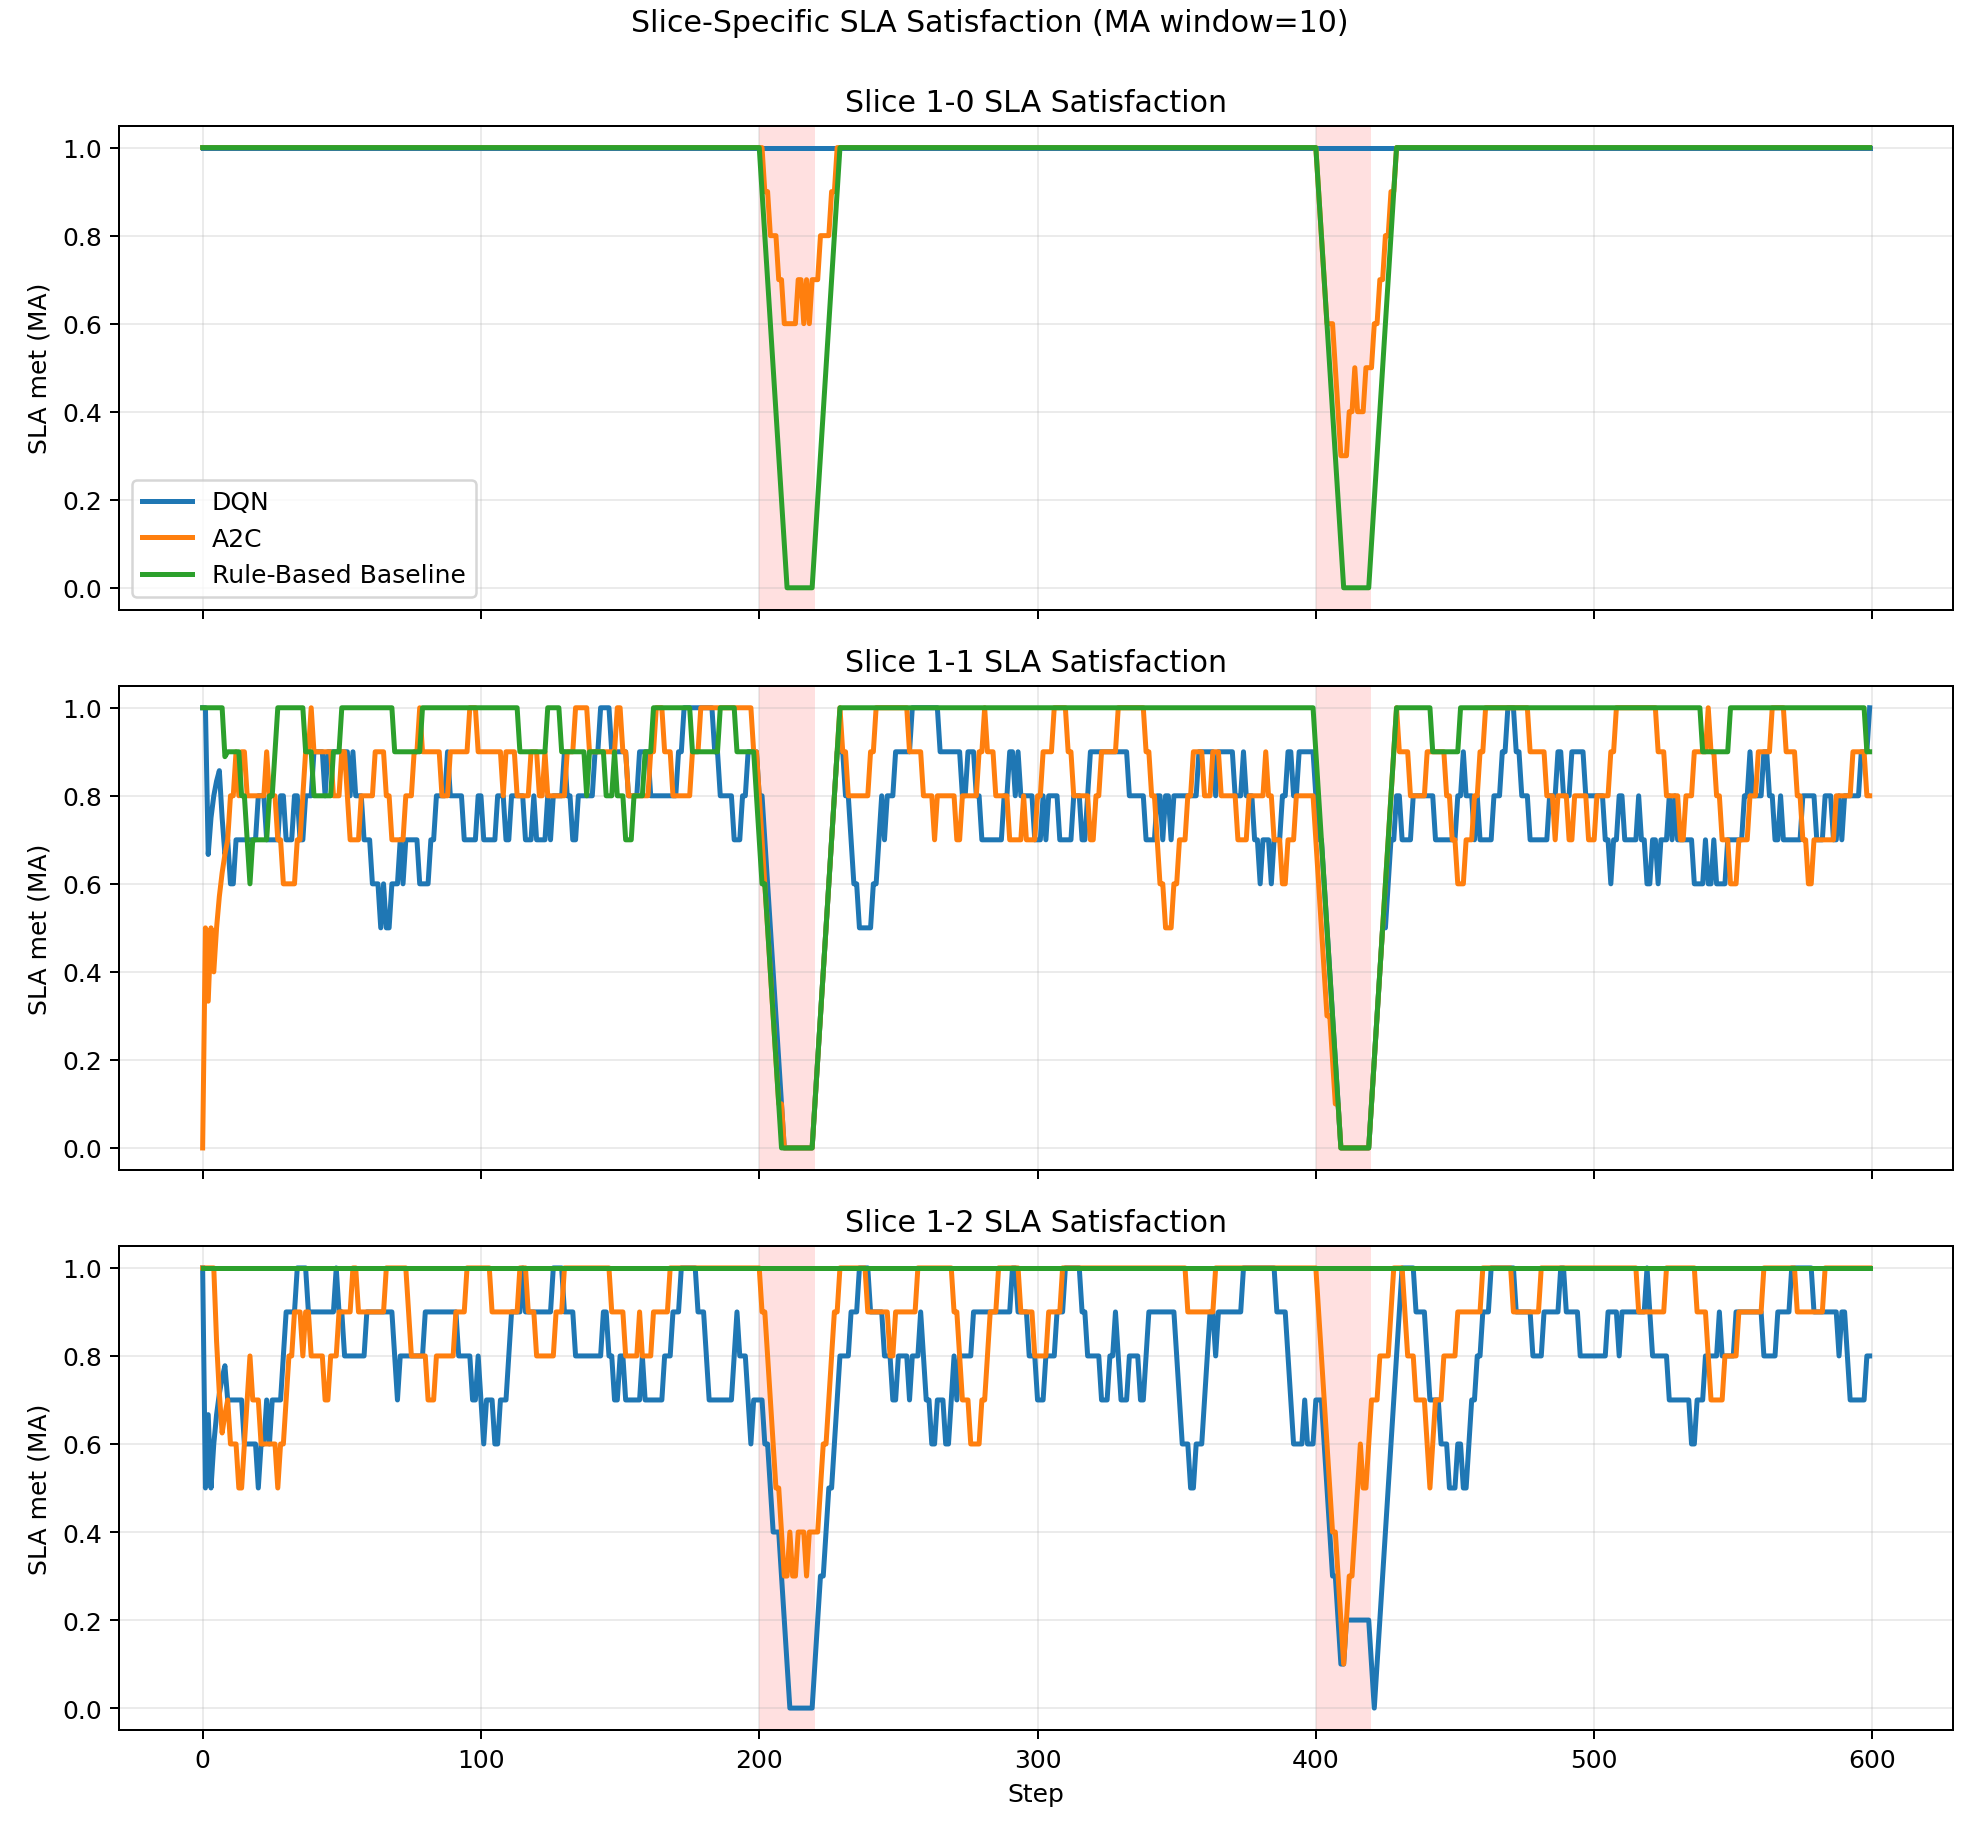 Slice-Specific SLA Satisfaction (MA window=10)
Slice 1-0 SLA Satisfaction
1.0
0.8
0.6
0.4
0.2
0.0
SLA met (MA)
DQN
A2C
Rule-Based Baseline
Slice 1-1 SLA Satisfaction
1.0
0.8
0.6
0.4
0.2
0.0
SLA met (MA)
Slice 1-2 SLA Satisfaction
1.0
0.8
0.6
0.4
0.2
0.0
SLA met (MA)
0 100 200 300 400 500 600
Step